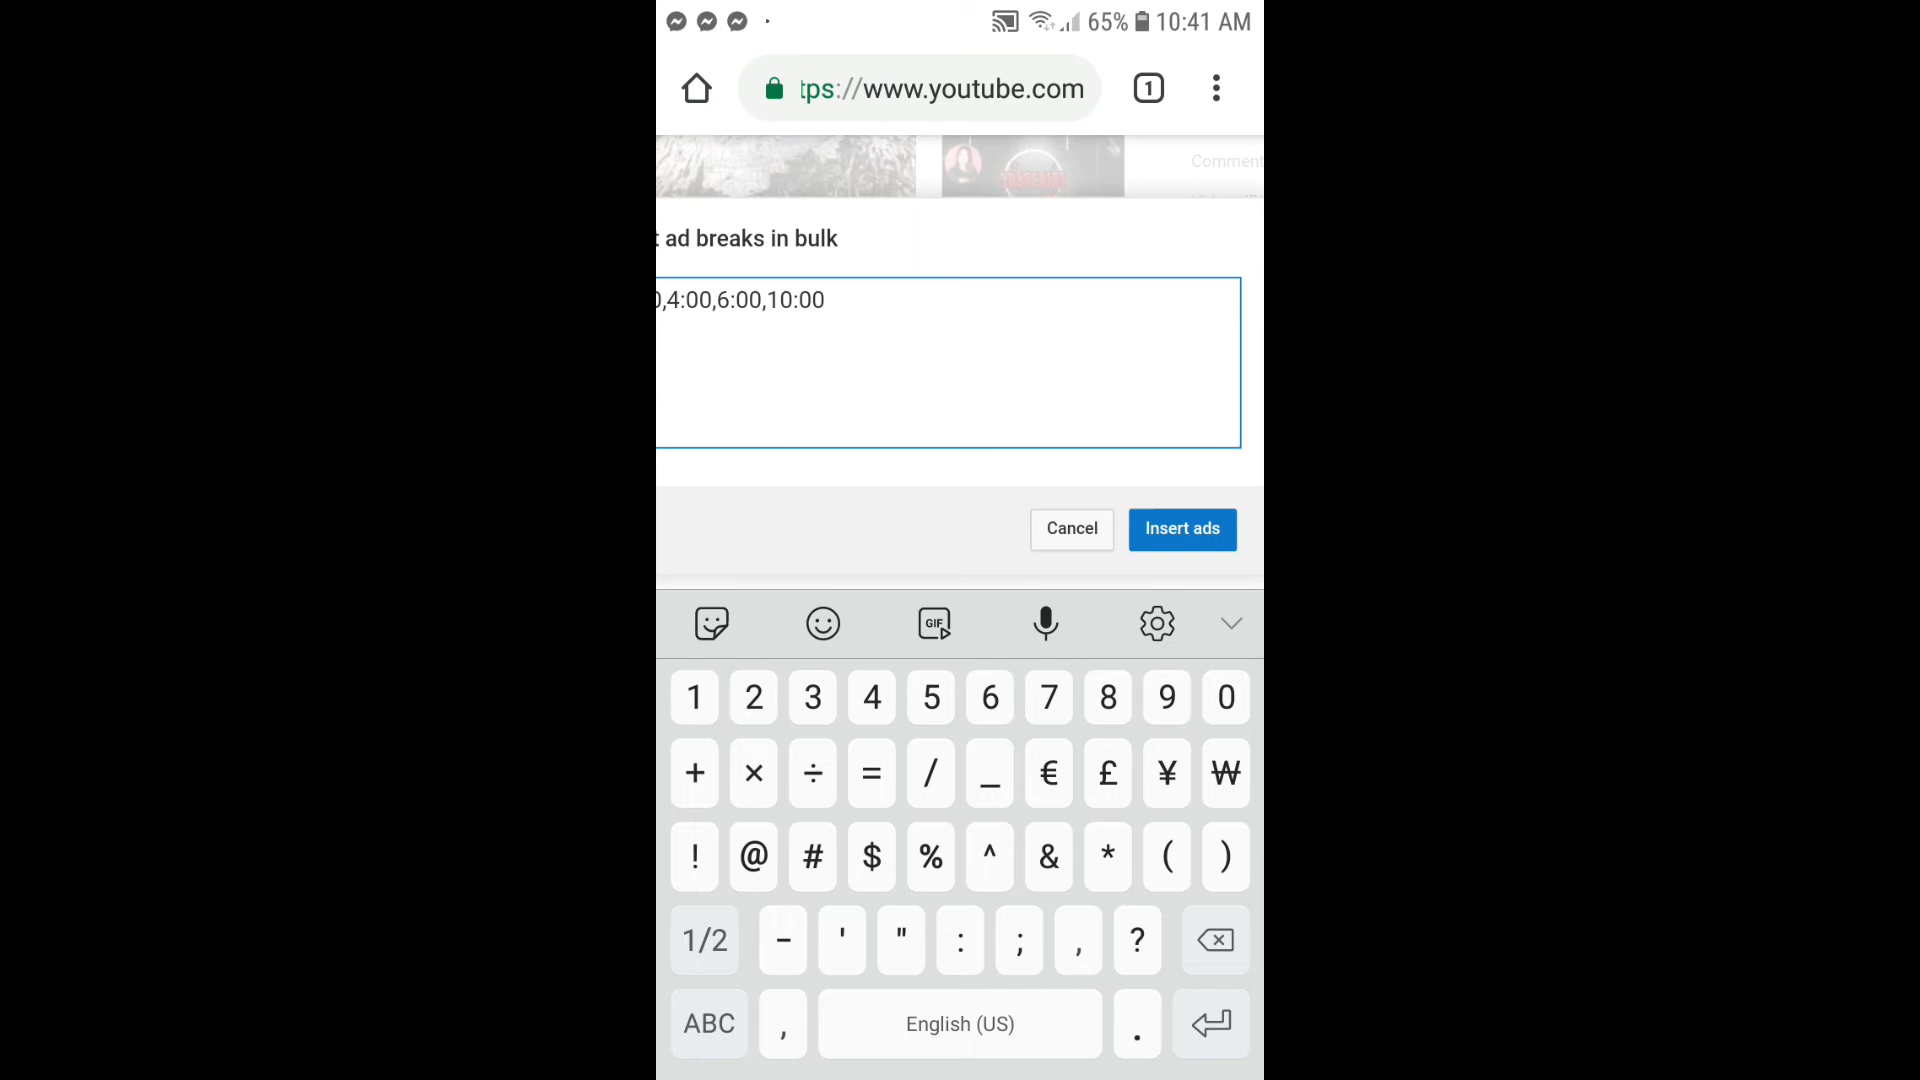 65% 10:41 AM
tps://www.youtube.com
1
Comment
ad breaks in bulk
,4:00,6:00,10:00
Cancel Insert ads
GIF
1 2 3 4 5 6 7 8 9 0
+ × ÷ = / _ € £ ¥ ₩
! @ # $ % ^ & * ( )
1/2 - ' " : ; , ?
ABC , English (US) .